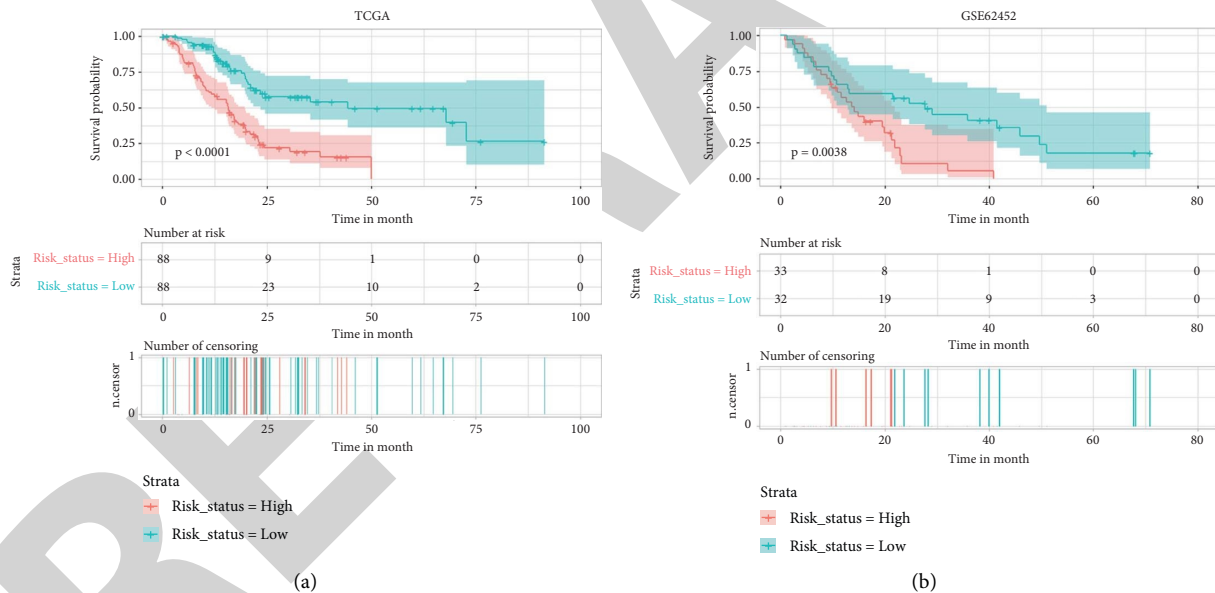 TCGA
Survival probability
1.00
0.75
0.50
0.25
0.00
p < 0.0001
0 25 50 75 100
Time in month
Number at risk
Strata
Risk_status = High 88 9 1 0 0
Risk_status = Low 88 23 10 2 0
0 25 50 75 100
Time in month
Number of censoring
n.censor
1
0
0 25 50 75 100
Time in month
Strata
Risk_status = High
Risk_status = Low
(a)
GSE62452
Survival probability
1.00
0.75
0.50
0.25
0.00
p = 0.0038
0 20 40 60 80
Time in month
Number at risk
Strata
Risk_status = High 33 8 1 0 0
Risk_status = Low 32 19 9 3 0
0 20 40 60 80
Time in month
Number of censoring
n.censor
1
0
0 20 40 60 80
Time in month
Strata
Risk_status = High
Risk_status = Low
(b)